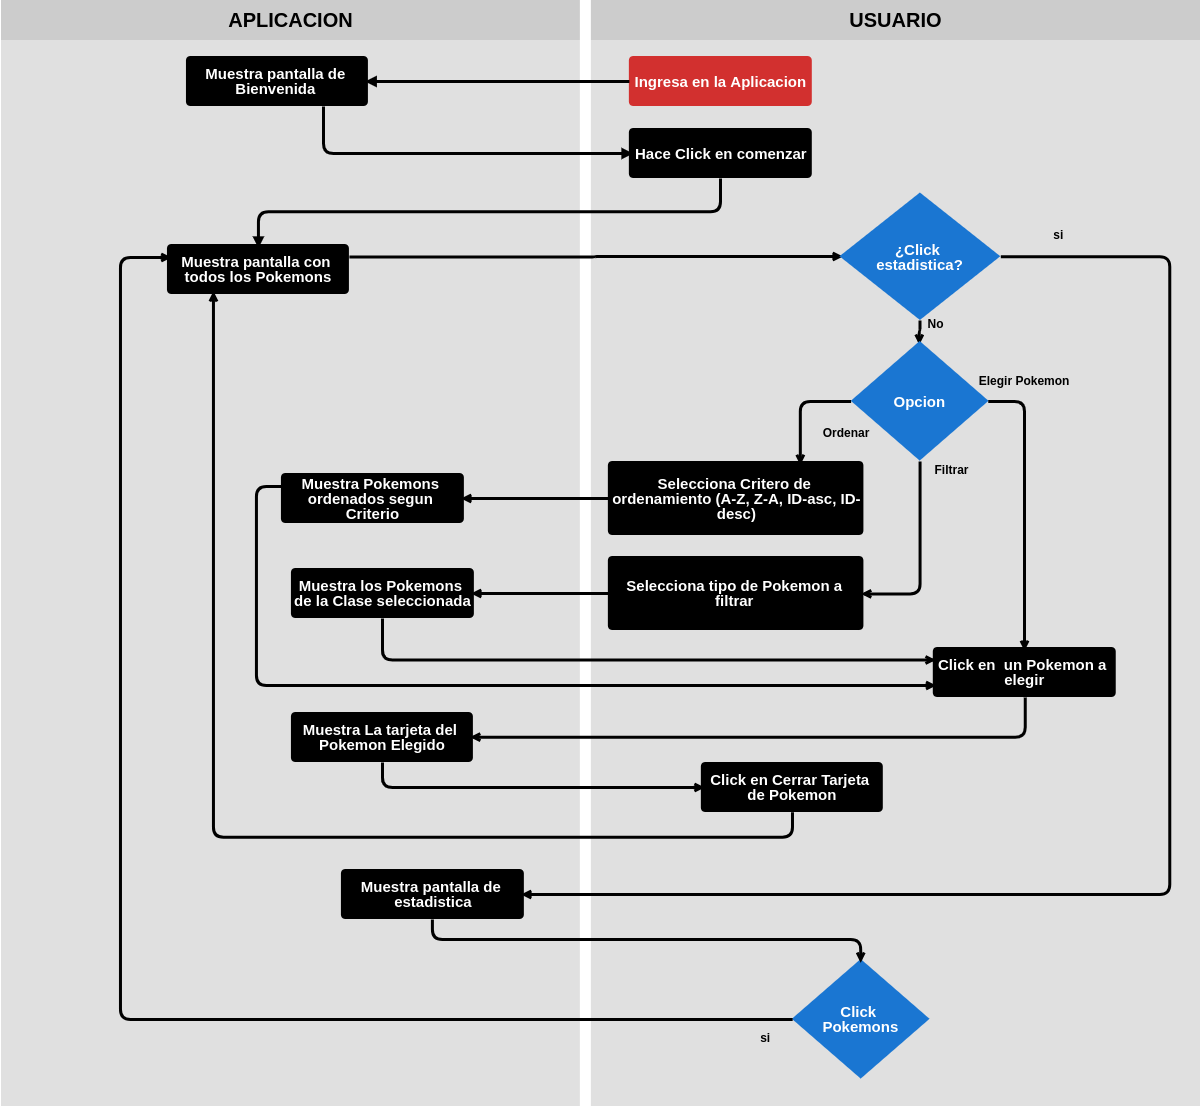 APLICACION
USUARIO
Muestra pantalla de
Bienvenida
Ingresa en la Aplicacion
Hace Click en comenzar
Muestra pantalla con
todos los Pokemons
¿Click
estadistica?
si
No
Opcion
Elegir Pokemon
Ordenar
Filtrar
Selecciona Critero de
ordenamiento (A-Z, Z-A, ID-asc, ID-
desc)
Muestra Pokemons
ordenados segun
Criterio
Selecciona tipo de Pokemon a
filtrar
Muestra los Pokemons
de la Clase seleccionada
Click en  un Pokemon a
elegir
Muestra La tarjeta del
Pokemon Elegido
Click en Cerrar Tarjeta
de Pokemon
Muestra pantalla de
estadistica
Click
Pokemons
si